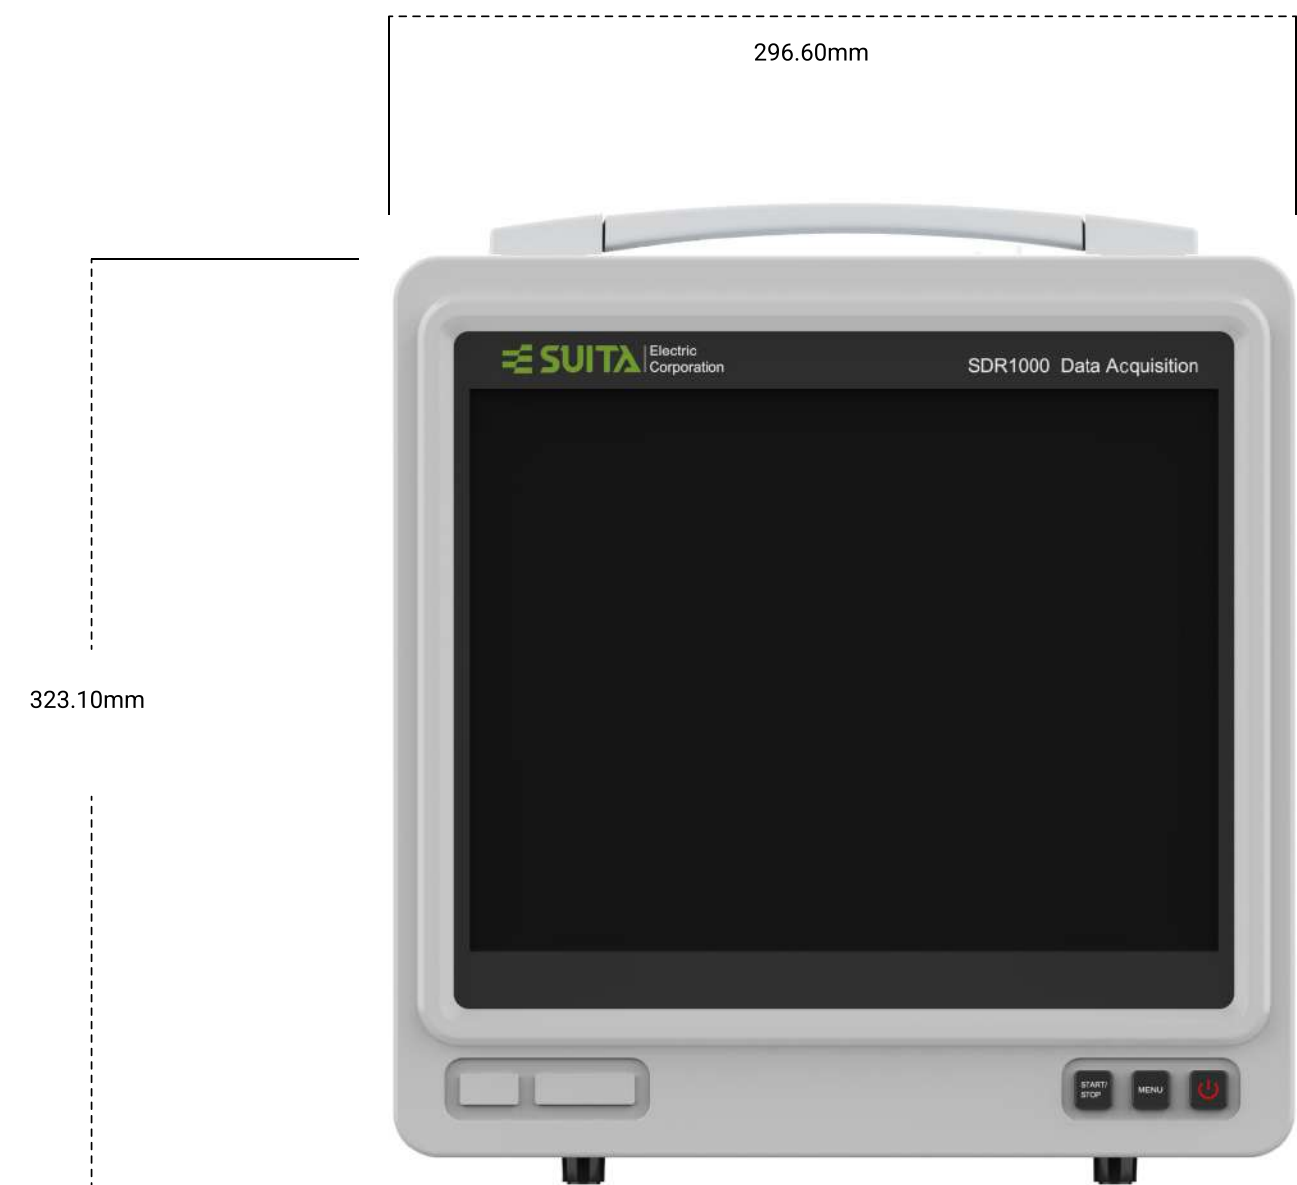 296.60mm
SUITA Electric
Corporation
SDR1000 Data Acquisition
323.10mm
START/
STOP
MENU